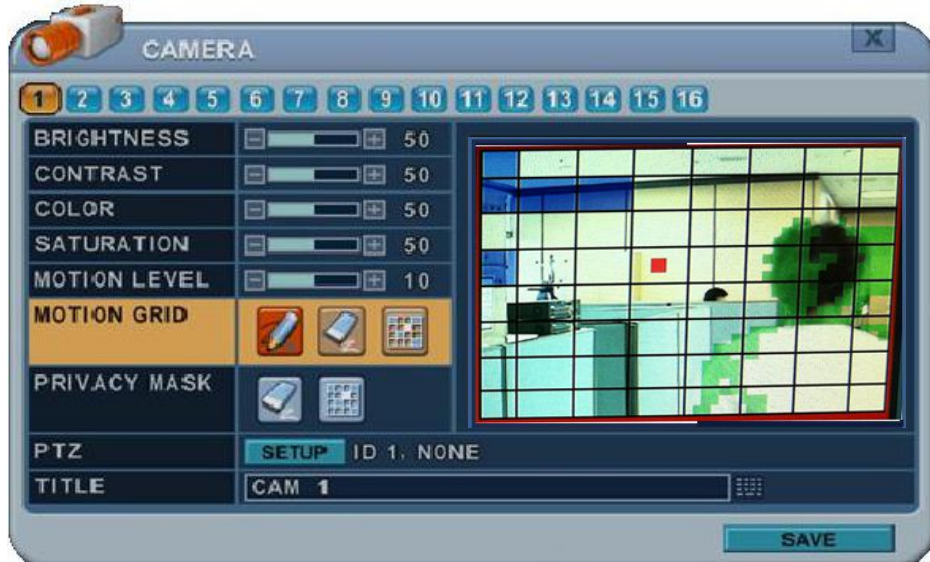 CAMERA
X
1 2 3 4 5 6 7 8 9 10 11 12 13 14 15 16
BRIGHTNESS 50
CONTRAST 50
COLOR 50
SATURATION 50
MOTION LEVEL 10
MOTION GRID
PRIVACY MASK
PTZ SETUP ID 1, NONE
TITLE CAM 1
SAVE